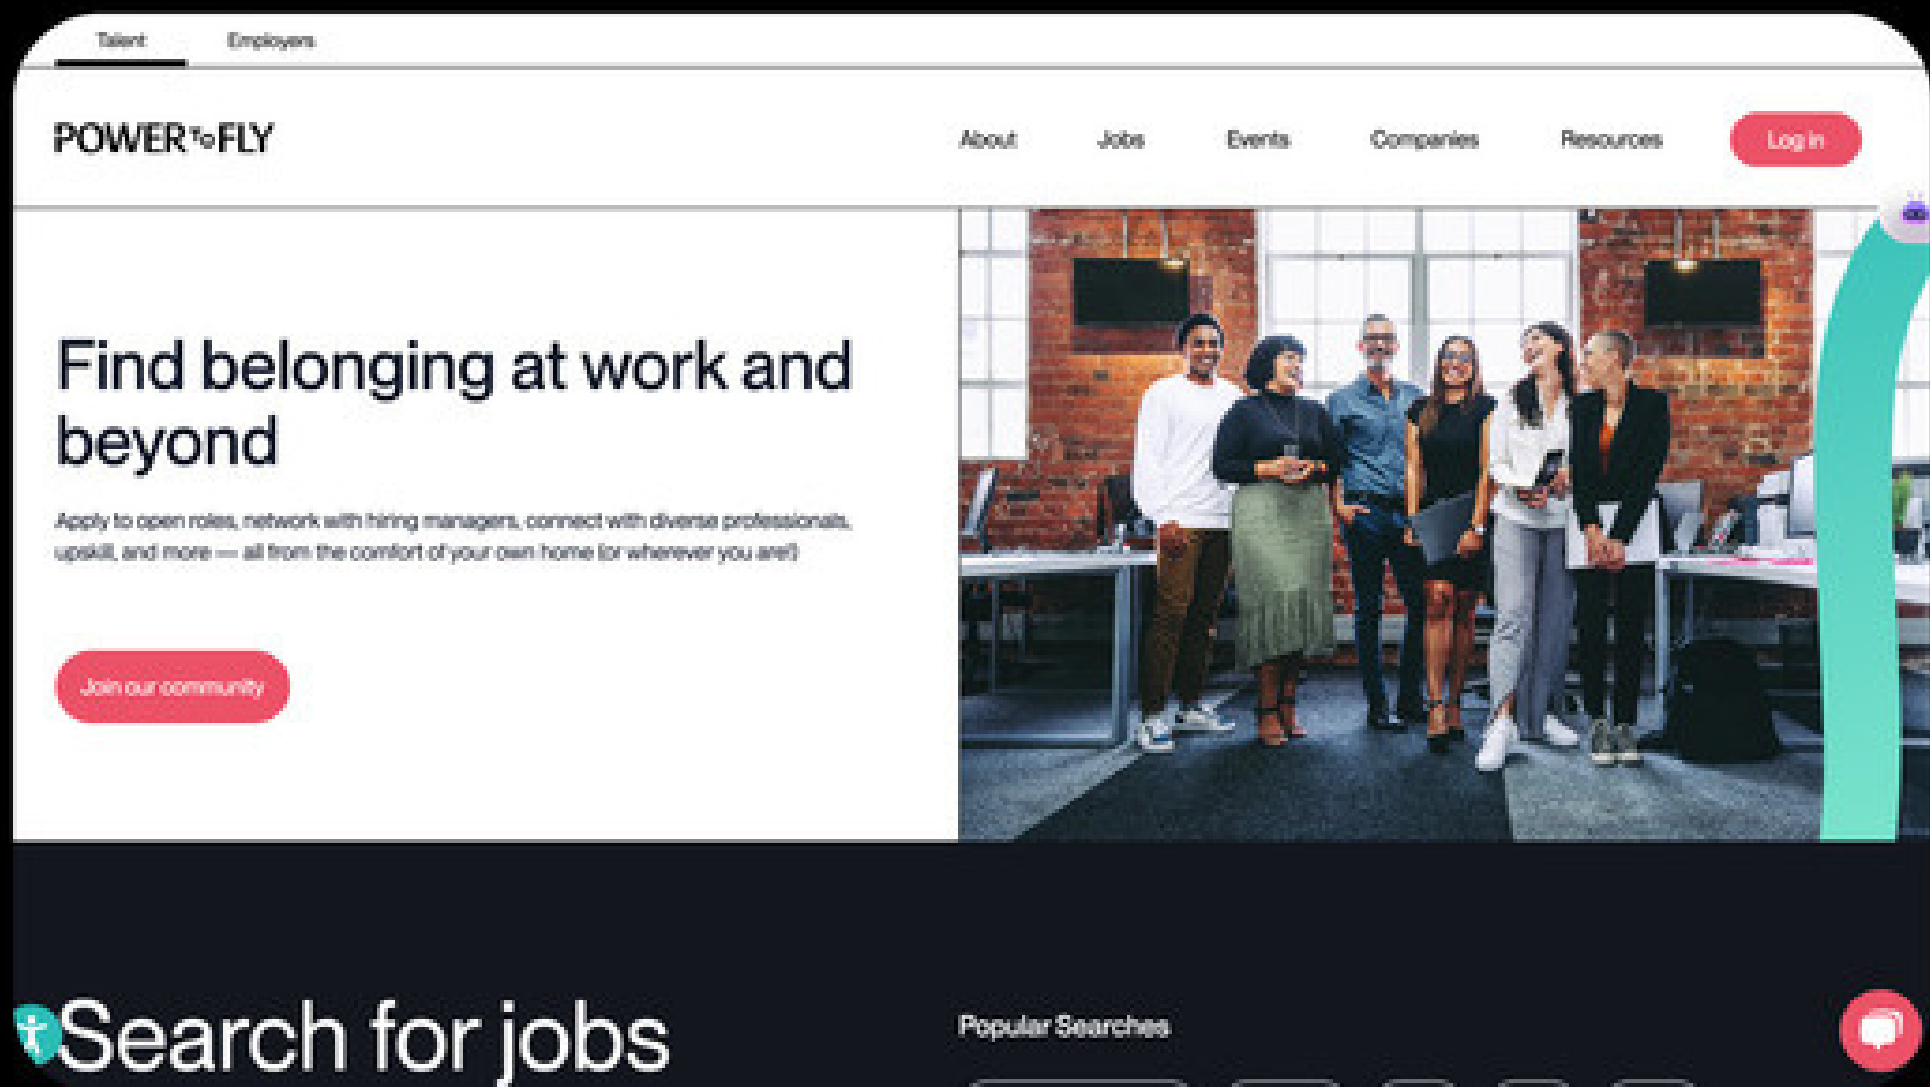 Talent Employers
POWER TO FLY
About Jobs Events Companies Resources Log in
Find belonging at work and
beyond
Apply to open roles, network with hiring managers, connect with diverse professionals,
upskill, and more — all from the comfort of your own home (or wherever you are!)
Join our community
Search for jobs
Popular Searches